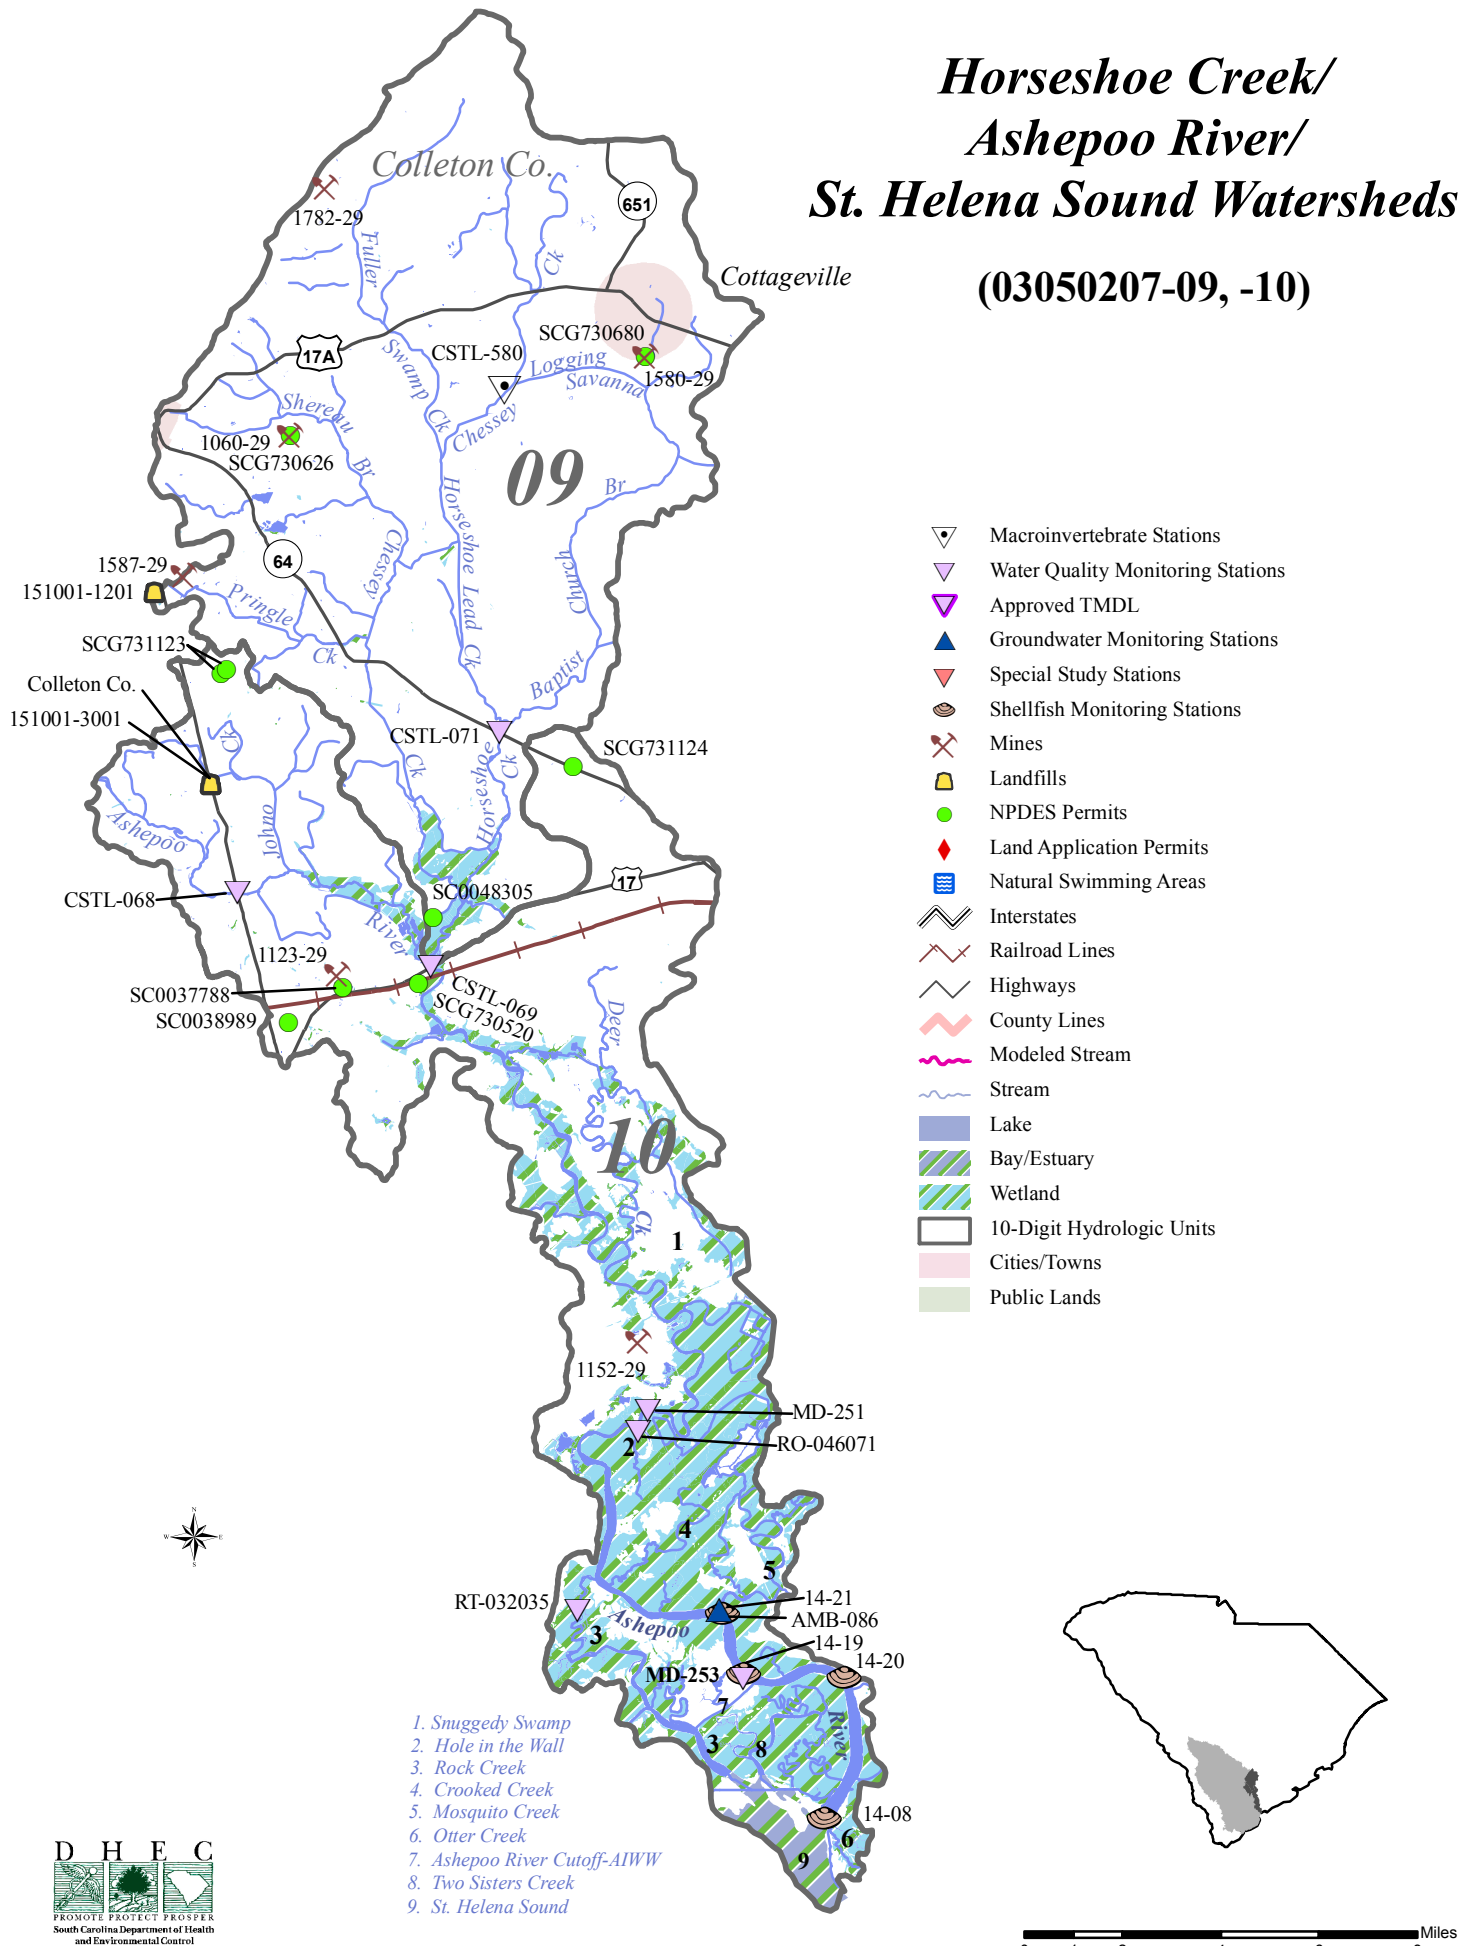 Horseshoe Creek/
Ashepoo River/
St. Helena Sound Watersheds
(03050207-09, -10)
Colleton Co.
1782-29
651
Fuller
Ck
Cottageville
SCG730680
17A
CSTL-580
Swamp Ck
Logging
Savanna
1580-29
Shereau
Br
Chessey
1060-29
SCG730626
09
Br
Horseshoe Lead Ck
64
Chessey
Church
1587-29
151001-1201
Pringle
SCG731123
Ck
Baptist
Colleton Co.
151001-3001
CSTL-071
Ck
SCG731124
Ck
Horseshoe
Ck
Ashepoo
Johno
17
CSTL-068
SC0048305
River
1123-29
SC0037788
CSTL-069
SCG730520
SC0038989
Deer
10
Ck
1
1152-29
MD-251
RO-046071
2
4
5
RT-032035
14-21
AMB-086
Ashepoo
3
14-19
14-20
MD-253
7
River
3
8
14-08
6
9
Macroinvertebrate Stations
Water Quality Monitoring Stations
Approved TMDL
Groundwater Monitoring Stations
Special Study Stations
Shellfish Monitoring Stations
Mines
Landfills
NPDES Permits
Land Application Permits
Natural Swimming Areas
Interstates
Railroad Lines
Highways
County Lines
Modeled Stream
Stream
Lake
Bay/Estuary
Wetland
10-Digit Hydrologic Units
Cities/Towns
Public Lands
N
W E
S
1. Snuggedy Swamp
2. Hole in the Wall
3. Rock Creek
4. Crooked Creek
5. Mosquito Creek
6. Otter Creek
7. Ashepoo River Cutoff-AIWW
8. Two Sisters Creek
9. St. Helena Sound
D H E C
PROMOTE PROTECT PROSPER
South Carolina Department of Health
and Environmental Control
Miles